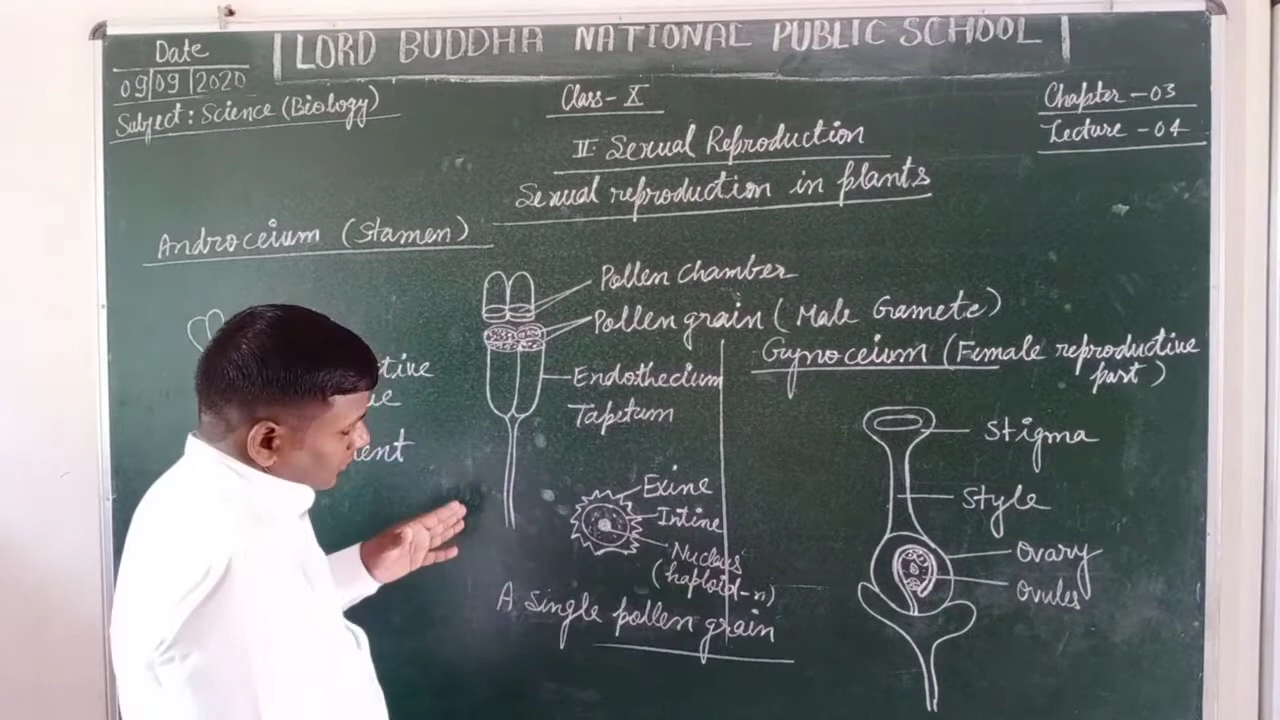 Date
09/09/2020
LORD BUDDHA NATIONAL PUBLIC SCHOOL
Subject: Science (Biology)
Class - X
Chapter - 03
Lecture - 04
II. Sexual Reproduction
Sexual reproduction in plants
Androceium (Stamen)
Pollen chamber
Pollen grain (Male Gamete)
Endothecium
Tapetum
Exine
Intine
Nucleus
(haploid-n)
A single pollen grain
Gynoceium (Female reproductive
part)
Stigma
Style
Ovary
Ovules